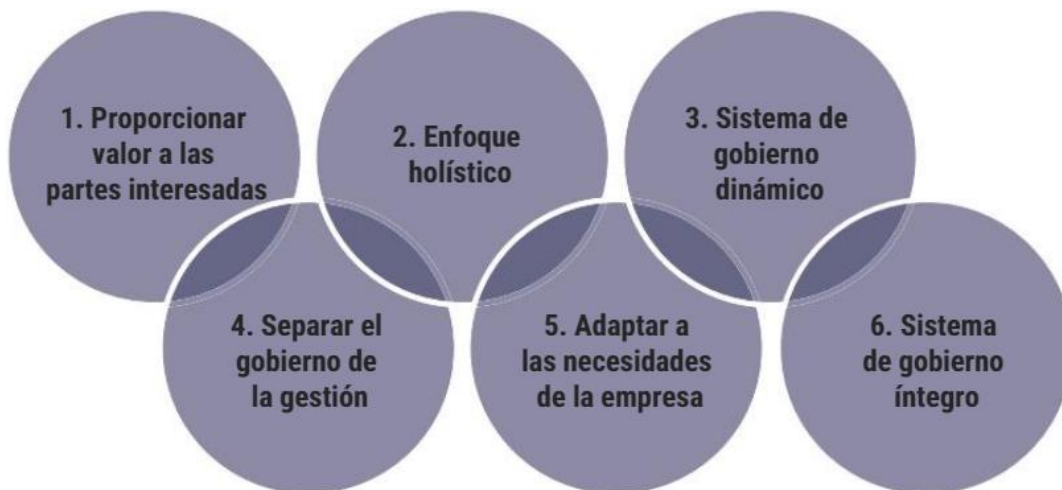 1. Proporcionar
valor a las
partes interesadas
2. Enfoque
holístico
3. Sistema de
gobierno
dinámico
4. Separar el
gobierno de
la gestión
5. Adaptar a
las necesidades
de la empresa
6. Sistema
de gobierno
íntegro